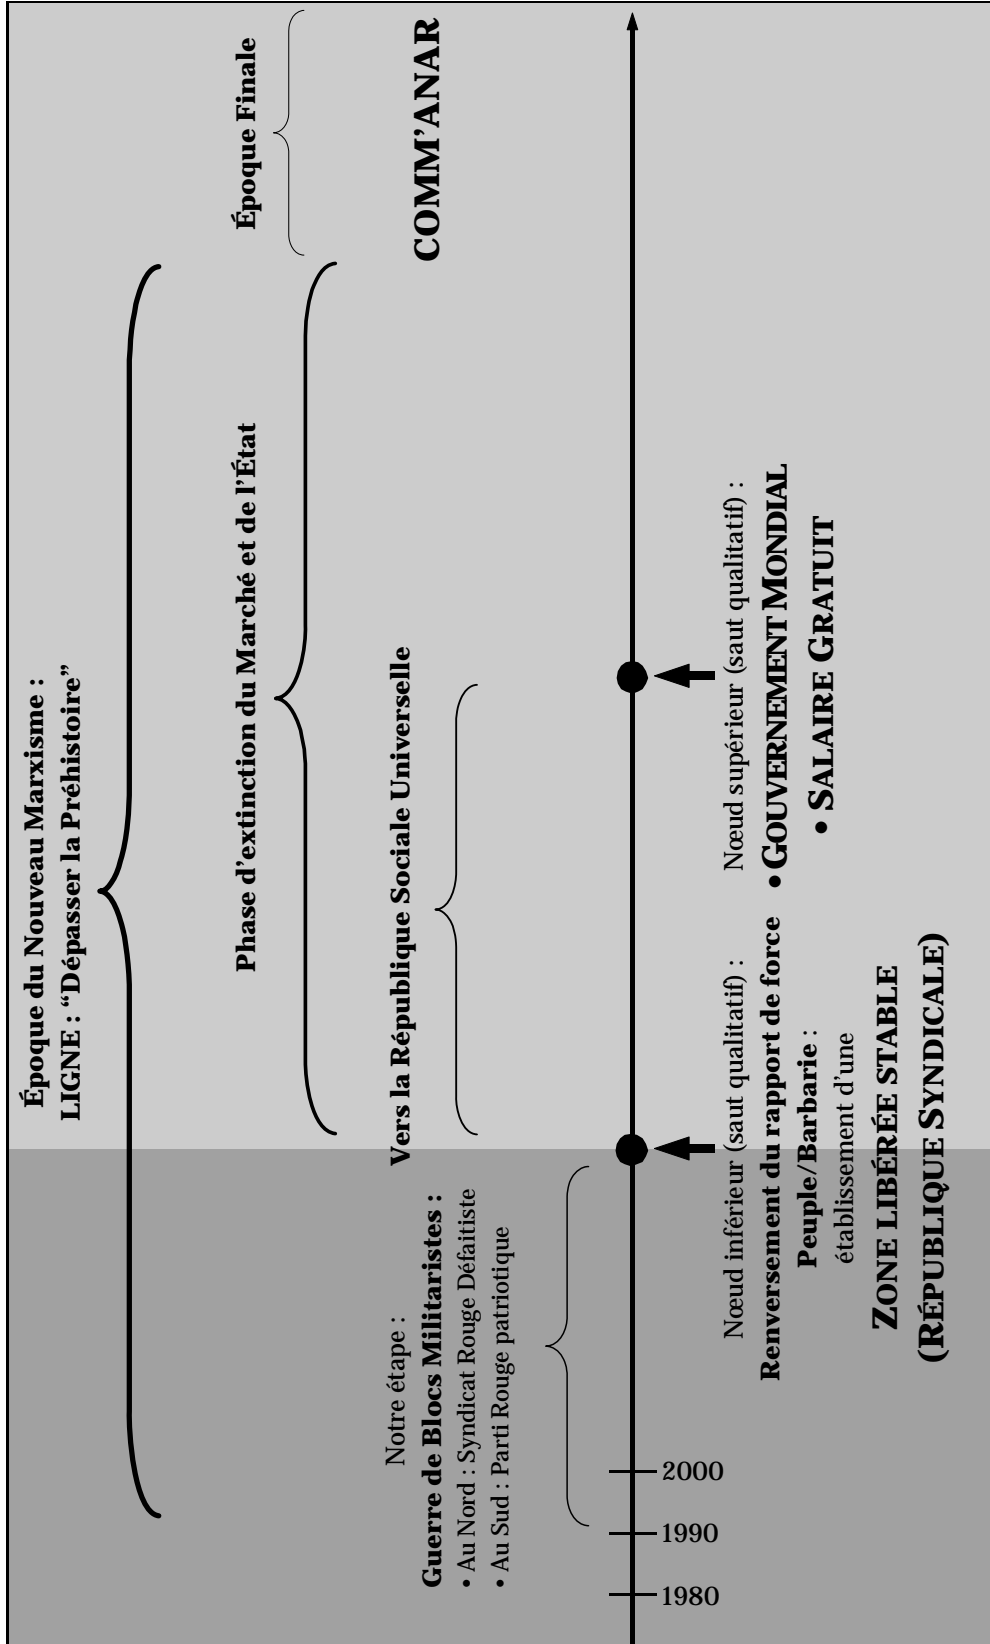 Époque du Nouveau Marxisme :
LIGNE : “Dépasser la Préhistoire”
Phase d’extinction du Marché et de l’État
Époque Finale
Notre étape :
Guerre de Blocs Militaristes :
• Au Nord : Syndicat Rouge Défaitiste
• Au Sud : Parti Rouge patriotique
Vers la République Sociale Universelle
COMM’ANAR
1980
1990
2000
Nœud inférieur (saut qualitatif) :
Renversement du rapport de force
Peuple/Barbarie :
établissement d’une
ZONE LIBÉRÉE STABLE
(RÉPUBLIQUE SYNDICALE)
Nœud supérieur (saut qualitatif) :
• GOUVERNEMENT MONDIAL
• SALAIRE GRATUIT